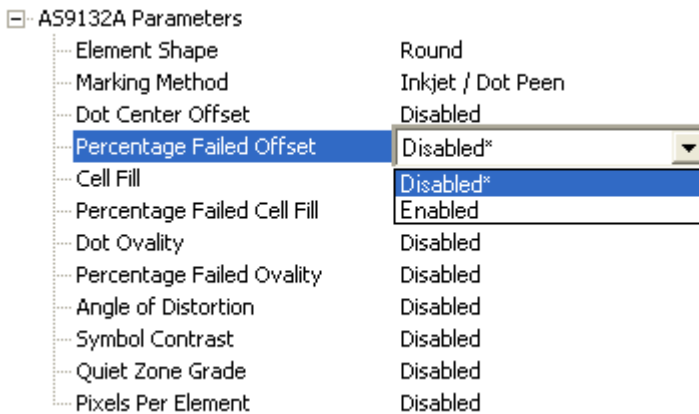 AS9132A Parameters
Element Shape Round
Marking Method Inkjet / Dot Peen
Dot Center Offset Disabled
Percentage Failed Offset Disabled*
Cell Fill Disabled*
Percentage Failed Cell Fill Enabled
Dot Ovality Disabled
Percentage Failed Ovality Disabled
Angle of Distortion Disabled
Symbol Contrast Disabled
Quiet Zone Grade Disabled
Pixels Per Element Disabled